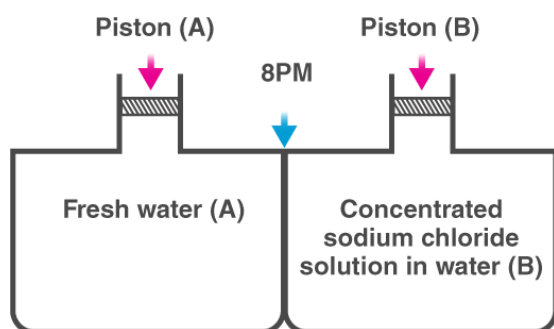 Piston (A)
Piston (B)
8PM
Fresh water (A)
Concentrated
sodium chloride
solution in water (B)